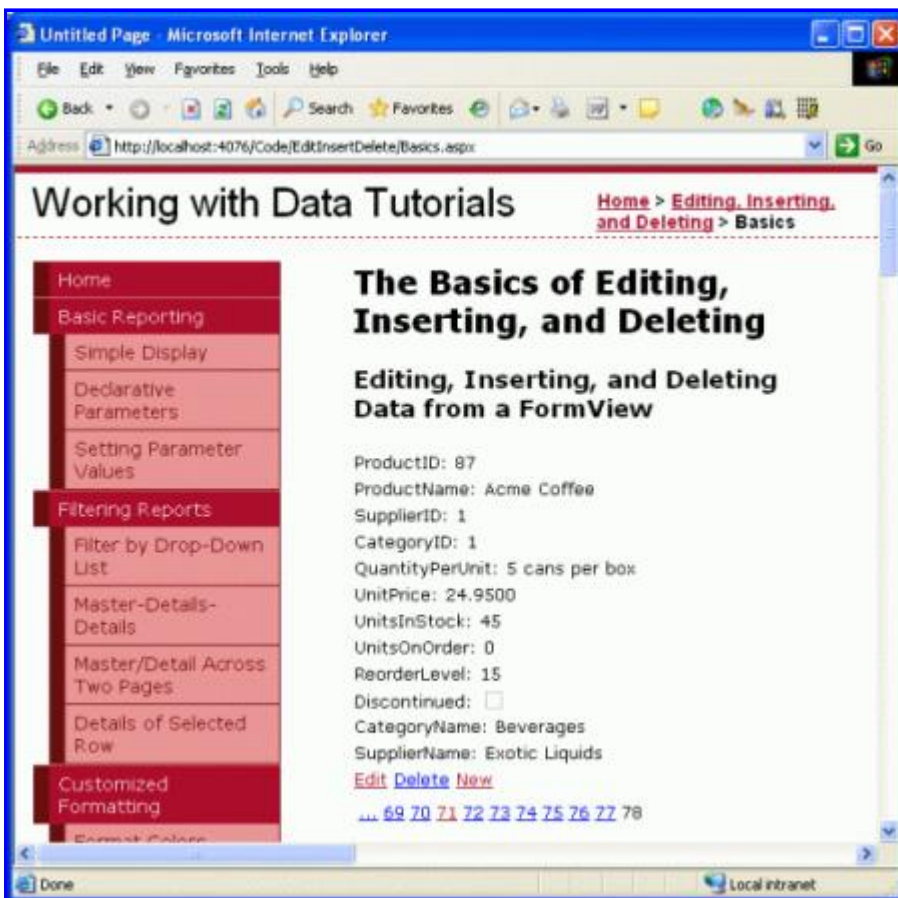 Untitled Page - Microsoft Internet Explorer
File Edit View Favorites Tools Help
Back Search Favorites
Address http://localhost:4076/Code/EditInsertDelete/Basics.aspx Go
Working with Data Tutorials
Home > Editing, Inserting,
and Deleting > Basics
Home
Basic Reporting
Simple Display
Declarative
Parameters
Setting Parameter
Values
Filtering Reports
Filter by Drop-Down
List
Master-Details-
Details
Master/Detail Across
Two Pages
Details of Selected
Row
Customized
Formatting
Format Colors
The Basics of Editing,
Inserting, and Deleting
Editing, Inserting, and Deleting
Data from a FormView
ProductID: 87
ProductName: Acme Coffee
SupplierID: 1
CategoryID: 1
QuantityPerUnit: 5 cans per box
UnitPrice: 24.9500
UnitsInStock: 45
UnitsOnOrder: 0
ReorderLevel: 15
Discontinued:
CategoryName: Beverages
SupplierName: Exotic Liquids
Edit Delete New
... 69 70 71 72 73 74 75 76 77 78
Done Local intranet